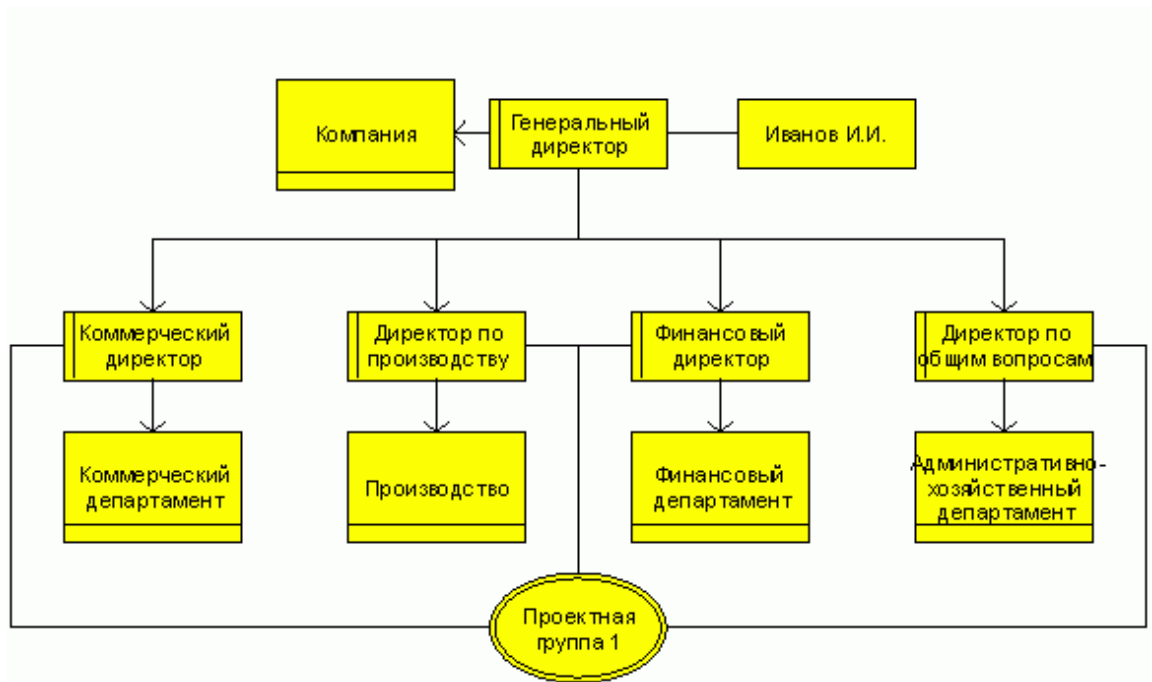 Компания
Генеральный
директор
Иванов И.И.
Коммерческий
директор
Директор по
производству
Финансовый
директор
Директор по
общим вопросам
Коммерческий
департамент
Производство
Финансовый
департамент
Административно-
хозяйственный
департамент
Проектная
группа 1